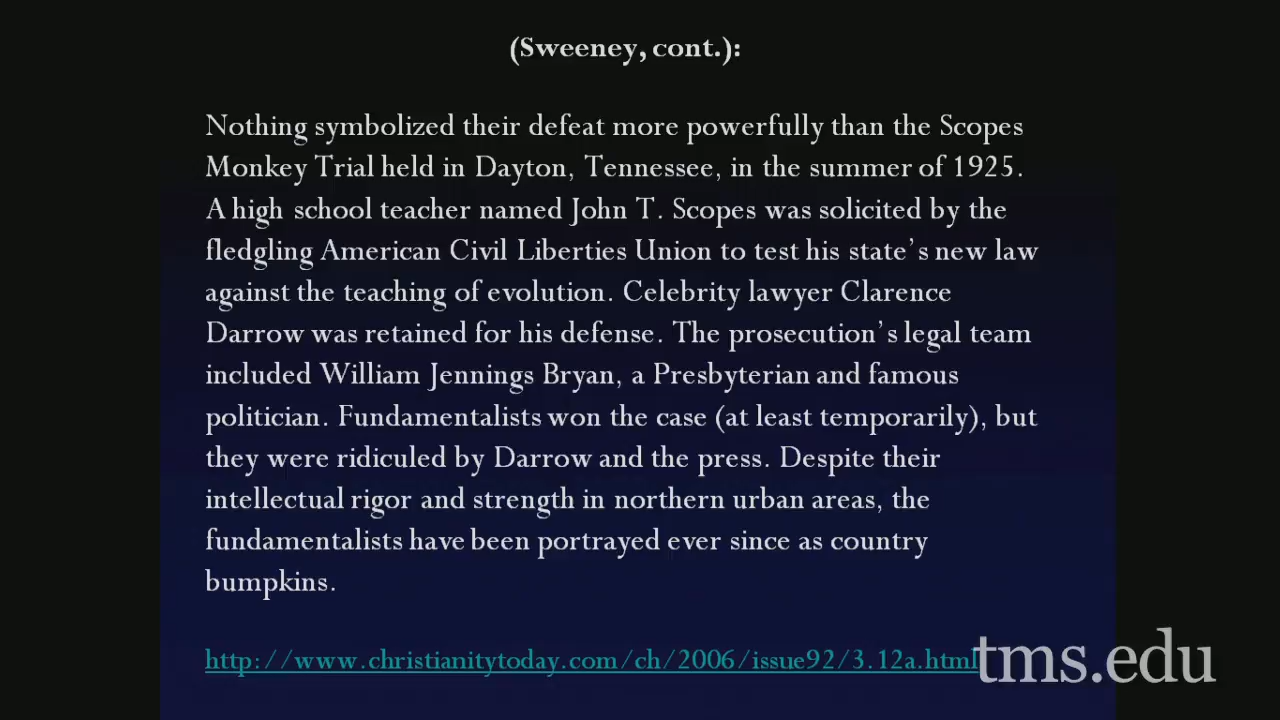 (Sweeney, cont.):
Nothing symbolized their defeat more powerfully than the Scopes
Monkey Trial held in Dayton, Tennessee, in the summer of 1925.
A high school teacher named John T. Scopes was solicited by the
fledgling American Civil Liberties Union to test his state’s new law
against the teaching of evolution. Celebrity lawyer Clarence
Darrow was retained for his defense. The prosecution’s legal team
included William Jennings Bryan, a Presbyterian and famous
politician. Fundamentalists won the case (at least temporarily), but
they were ridiculed by Darrow and the press. Despite their
intellectual rigor and strength in northern urban areas, the
fundamentalists have been portrayed ever since as country
bumpkins.
http://www.christianitytoday.com/ch/2006/issue92/3.12a.html
tms.edu